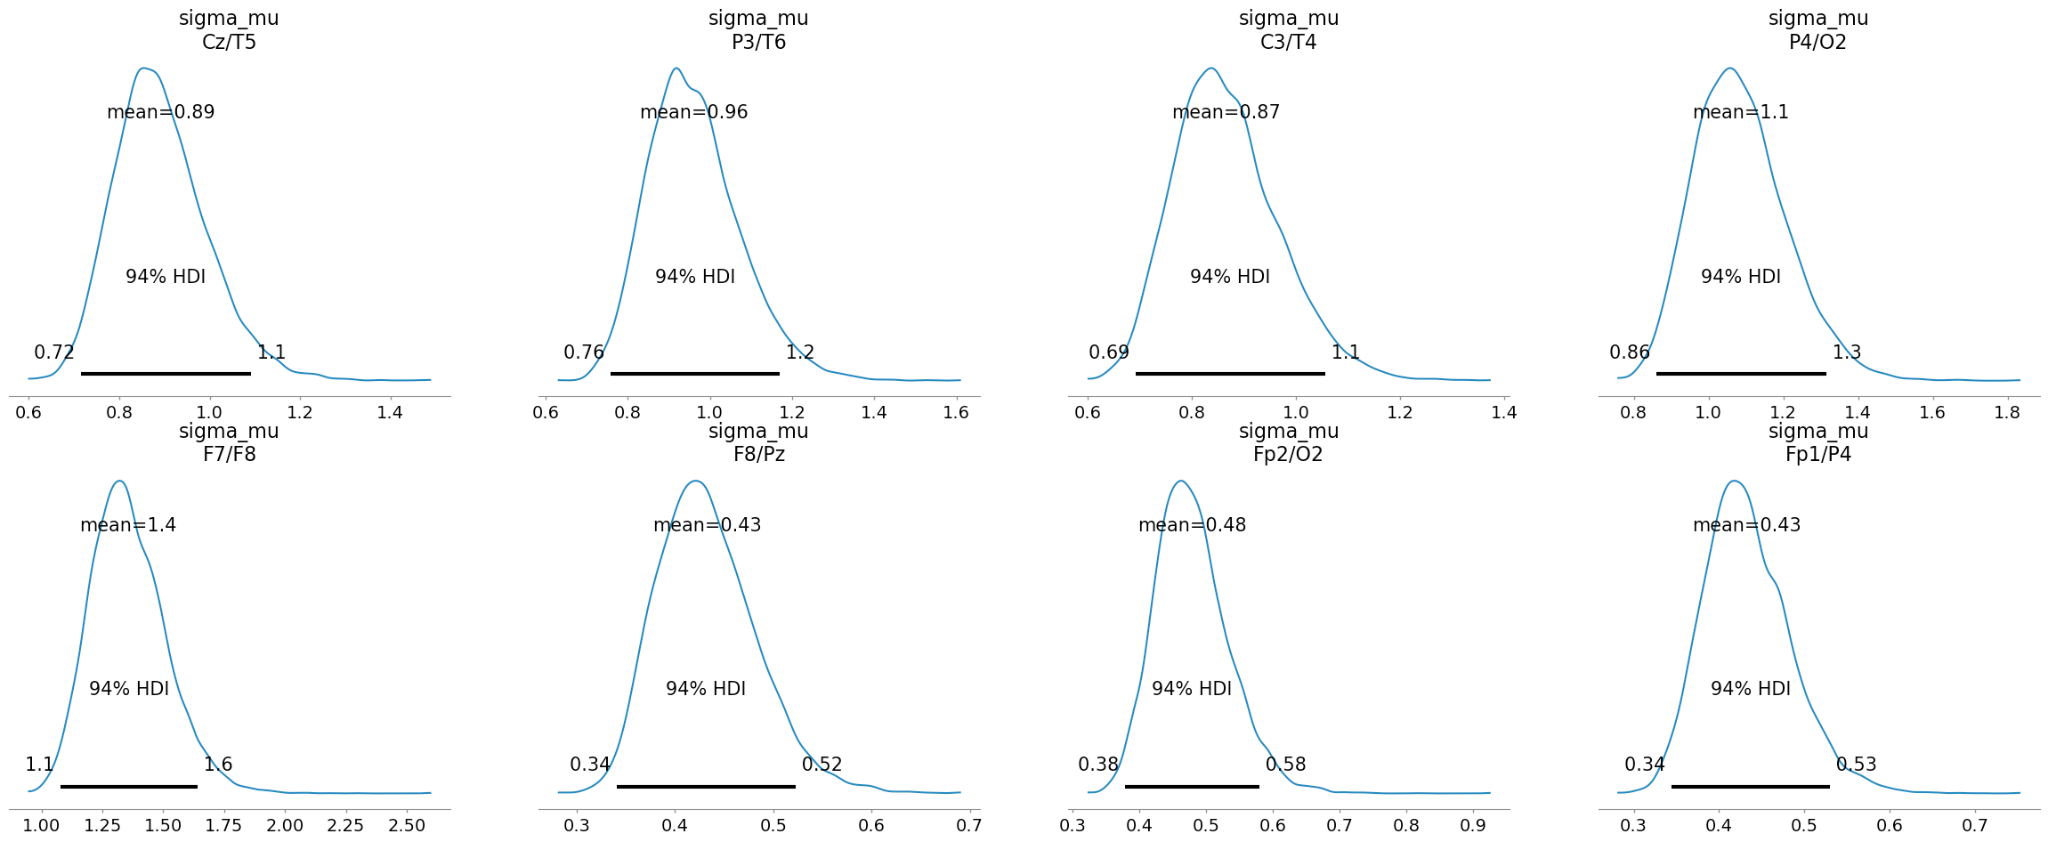 sigma_mu
Cz/T5
mean=0.89
94% HDI
0.72 1.1
0.6 0.8 1.0 1.2 1.4
sigma_mu
P3/T6
mean=0.96
94% HDI
0.76 1.2
0.6 0.8 1.0 1.2 1.4 1.6
sigma_mu
C3/T4
mean=0.87
94% HDI
0.69 1.1
0.6 0.8 1.0 1.2 1.4
sigma_mu
P4/O2
mean=1.1
94% HDI
0.86 1.3
0.8 1.0 1.2 1.4 1.6 1.8
sigma_mu
F7/F8
mean=1.4
94% HDI
1.1 1.6
1.00 1.25 1.50 1.75 2.00 2.25 2.50
sigma_mu
F8/Pz
mean=0.43
94% HDI
0.34 0.52
0.3 0.4 0.5 0.6 0.7
sigma_mu
Fp2/O2
mean=0.48
94% HDI
0.38 0.58
0.3 0.4 0.5 0.6 0.7 0.8 0.9
sigma_mu
Fp1/P4
mean=0.43
94% HDI
0.34 0.53
0.3 0.4 0.5 0.6 0.7